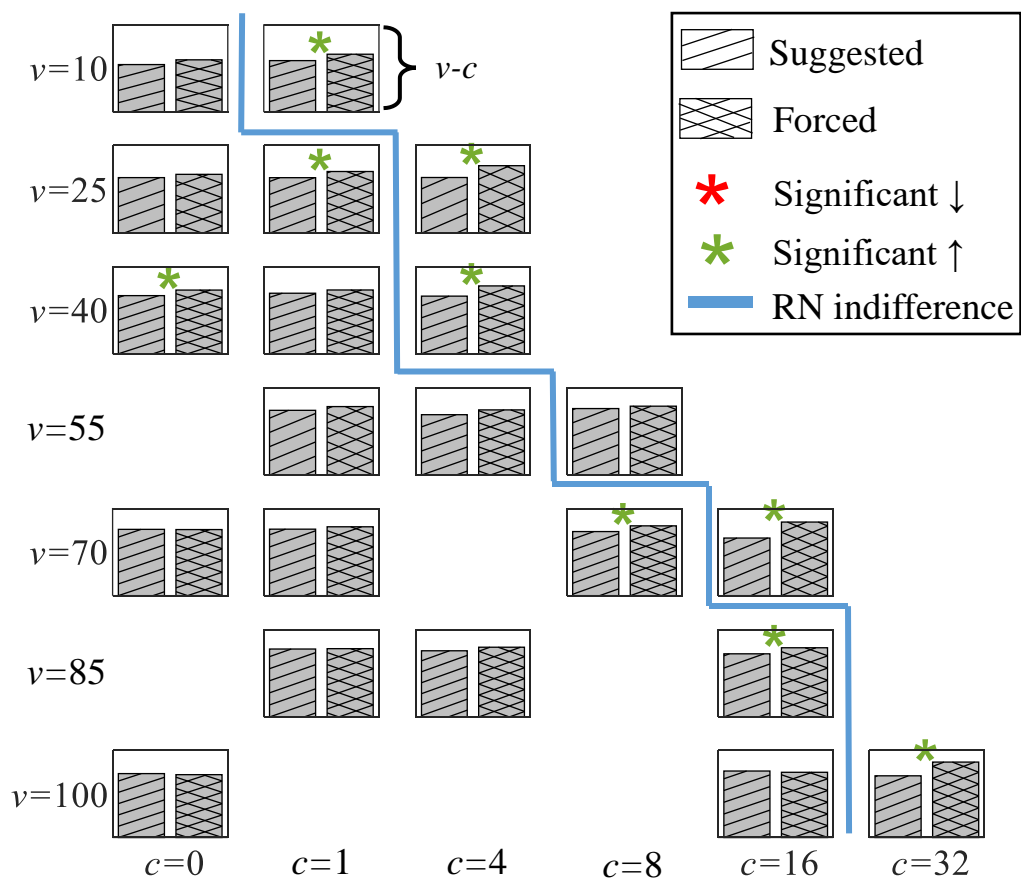 v=10
v-c
v=25
v=40
v=55
v=70
v=85
v=100
c=0 c=1 c=4 c=8 c=16 c=32
Suggested
Forced
* Significant ↓
* Significant ↑
RN indifference